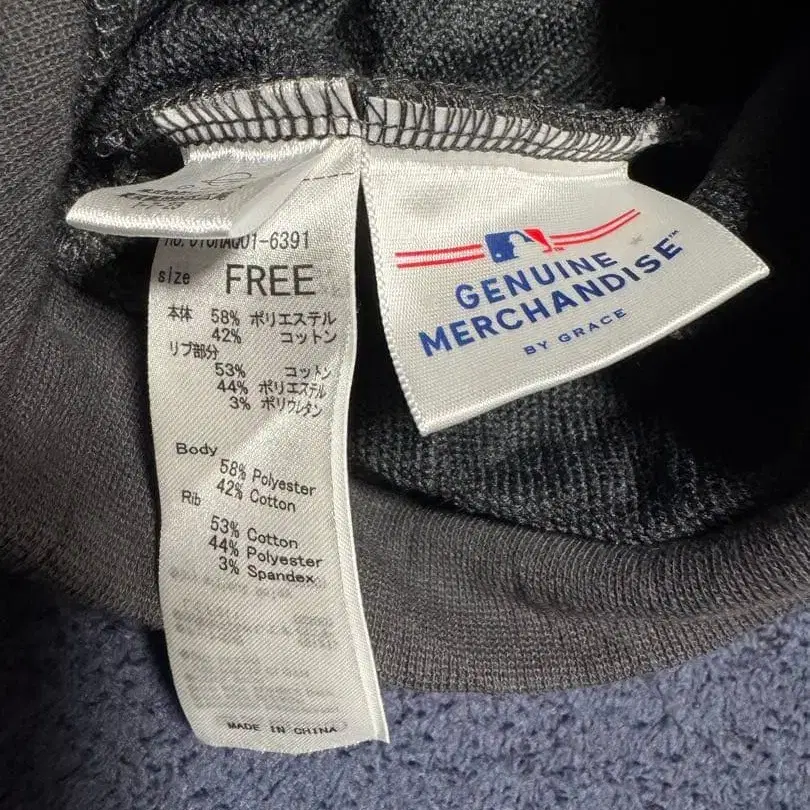 size FREE
本体 58% ポリエステル
42% コットン
リブ部分
53% コットン
44% ポリエステル
3% ポリウレタン
Body
58% Polyester
42% Cotton
Rib
53% Cotton
44% Polyester
3% Spandex
MADE IN CHINA
GENUINE
MERCHANDISE™
BY GRACE